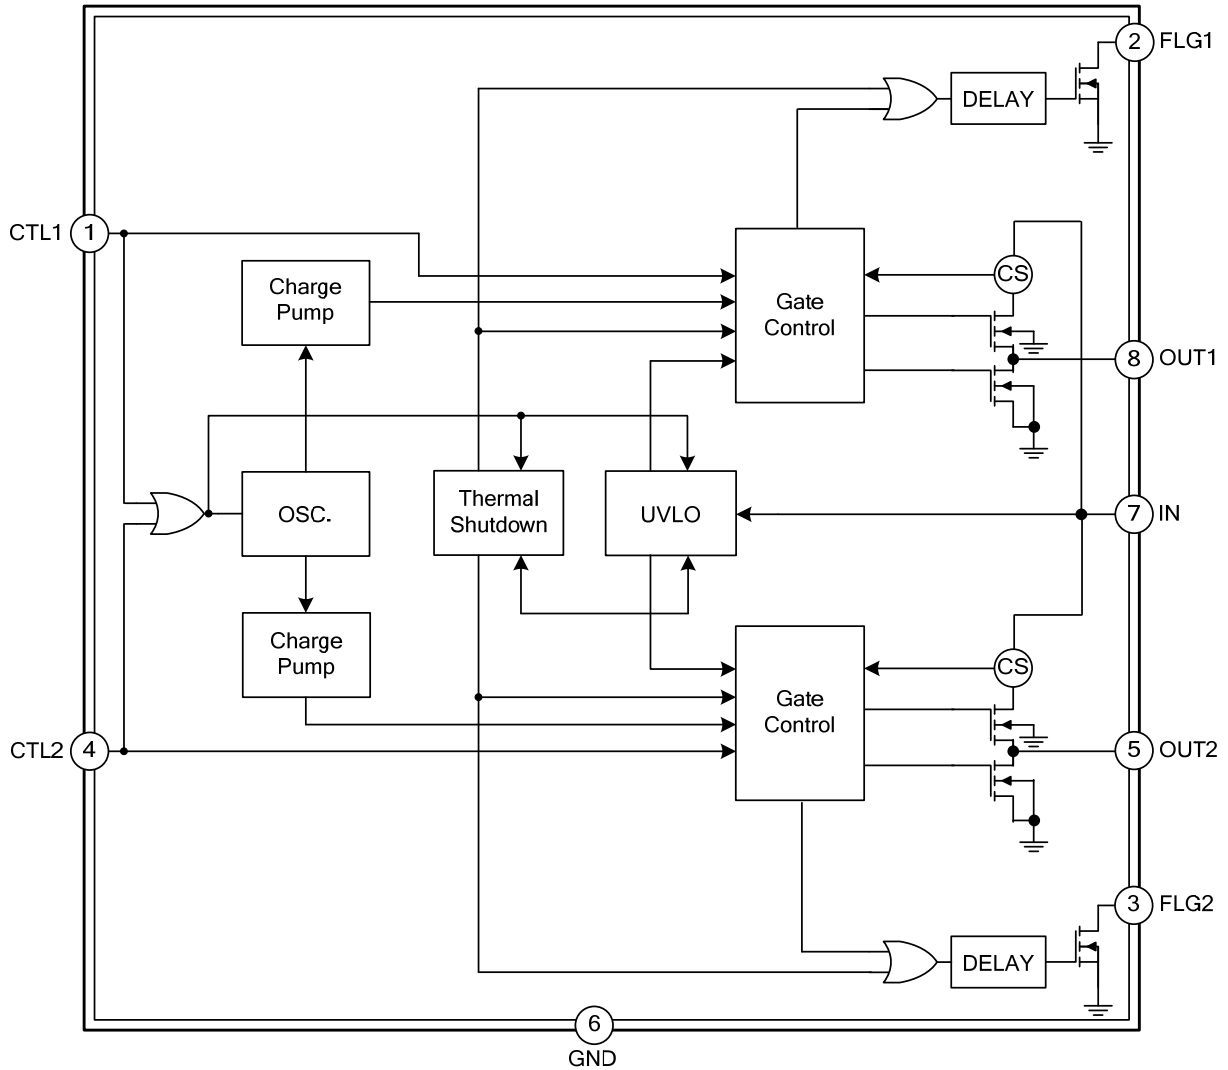 2 FLG1
DELAY
CTL1 1
Charge
Pump
Gate
Control
CS
8 OUT1
OSC.
Thermal
Shutdown
UVLO
7 IN
Charge
Pump
Gate
Control
CS
CTL2 4
5 OUT2
3 FLG2
DELAY
6
GND